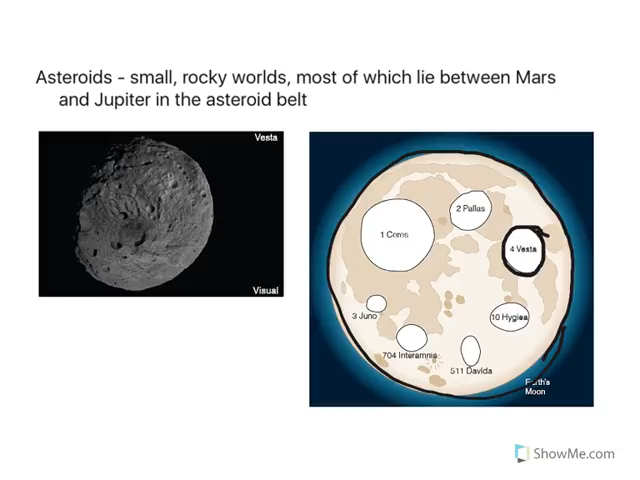 Asteroids - small, rocky worlds, most of which lie between Mars
and Jupiter in the asteroid belt
Vesta
Visual
2 Pallas
1 Ceres
4 Vesta
3 Juno
10 Hygiea
704 Interamnia
511 Davida
Earth's
Moon
ShowMe.com